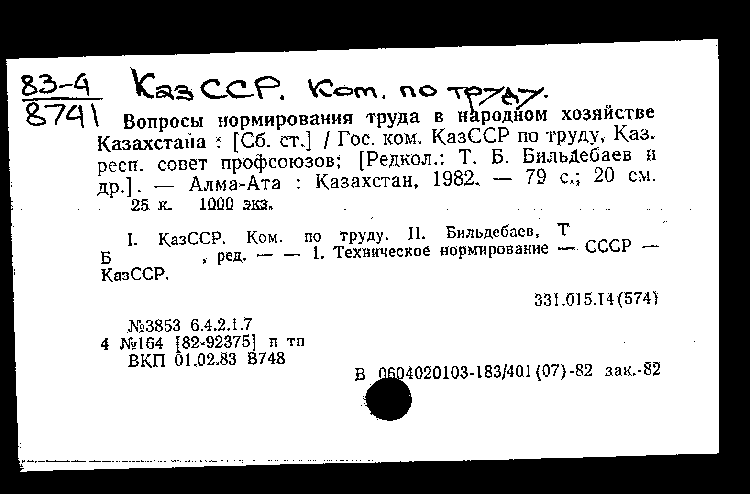 83-4
8741
КазССР. Ком. по труду.
Вопросы нормирования труда в народном хозяйстве
Казахстана : [Сб. ст.] / Гос. ком. КазССР по труду, Каз.
респ. совет профсоюзов; [Редкол.: Т. Б. Бильдебаев и
др.]. — Алма-Ата : Казахстан, 1982. — 79 с.; 20 см.
25 к. 1000 экз.
I. КазССР. Ком. по труду. II. Бильдебаев, Т
Б , ред. — — 1. Техническое нормирование — СССР —
КазССР.
331.015.14(574)
№3853 6.4.2.1.7
4 №164 [82-92375] п тп
ВКП 01.02.83 В748
В 0604020103-183/401(07)-82 зак.-82